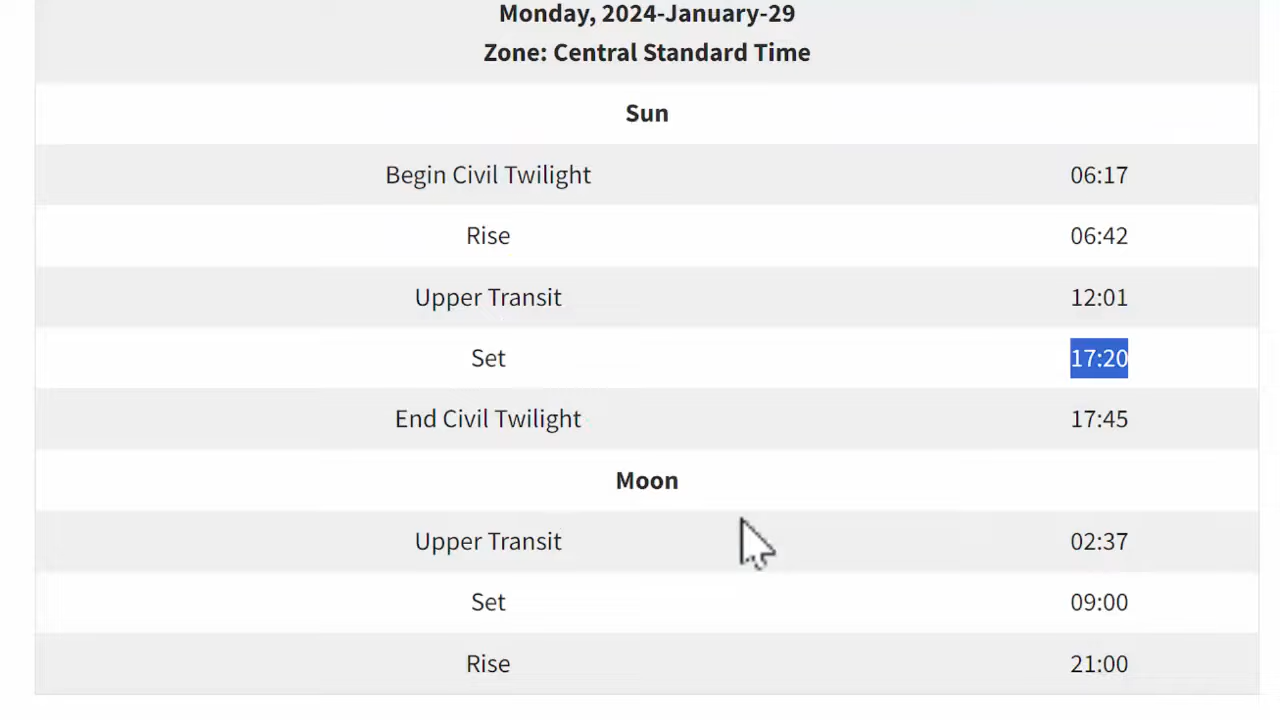 Monday, 2024-January-29
Zone: Central Standard Time
Sun
Begin Civil Twilight 06:17
Rise 06:42
Upper Transit 12:01
Set 17:20
End Civil Twilight 17:45
Moon
Upper Transit 02:37
Set 09:00
Rise 21:00